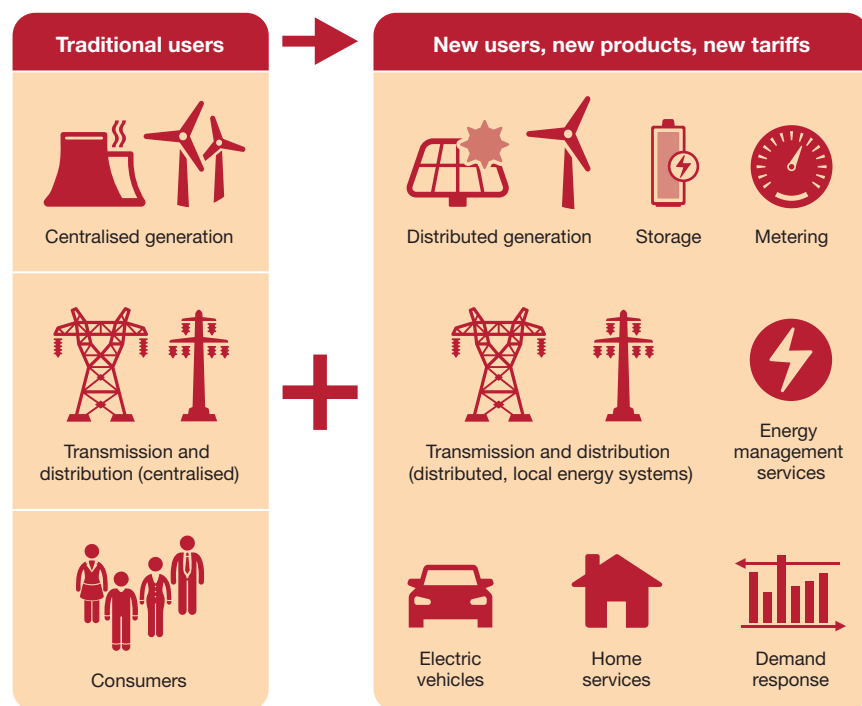 Traditional users
New users, new products, new tariffs
Centralised generation
Distributed generation
Storage
Metering
Transmission and
distribution (centralised)
Transmission and distribution
(distributed, local energy systems)
Energy
management
services
Consumers
Electric
vehicles
Home
services
Demand
response